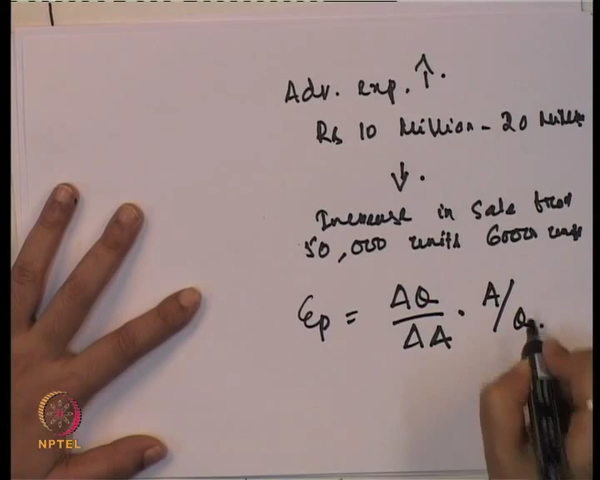 Adv. exp. ↑.
Rs 10 Million - 20 Million
↓.
Increase in Sale from
50,000 units 60000 units
Ep = ΔQ/ΔA · A/Q.
NPTEL